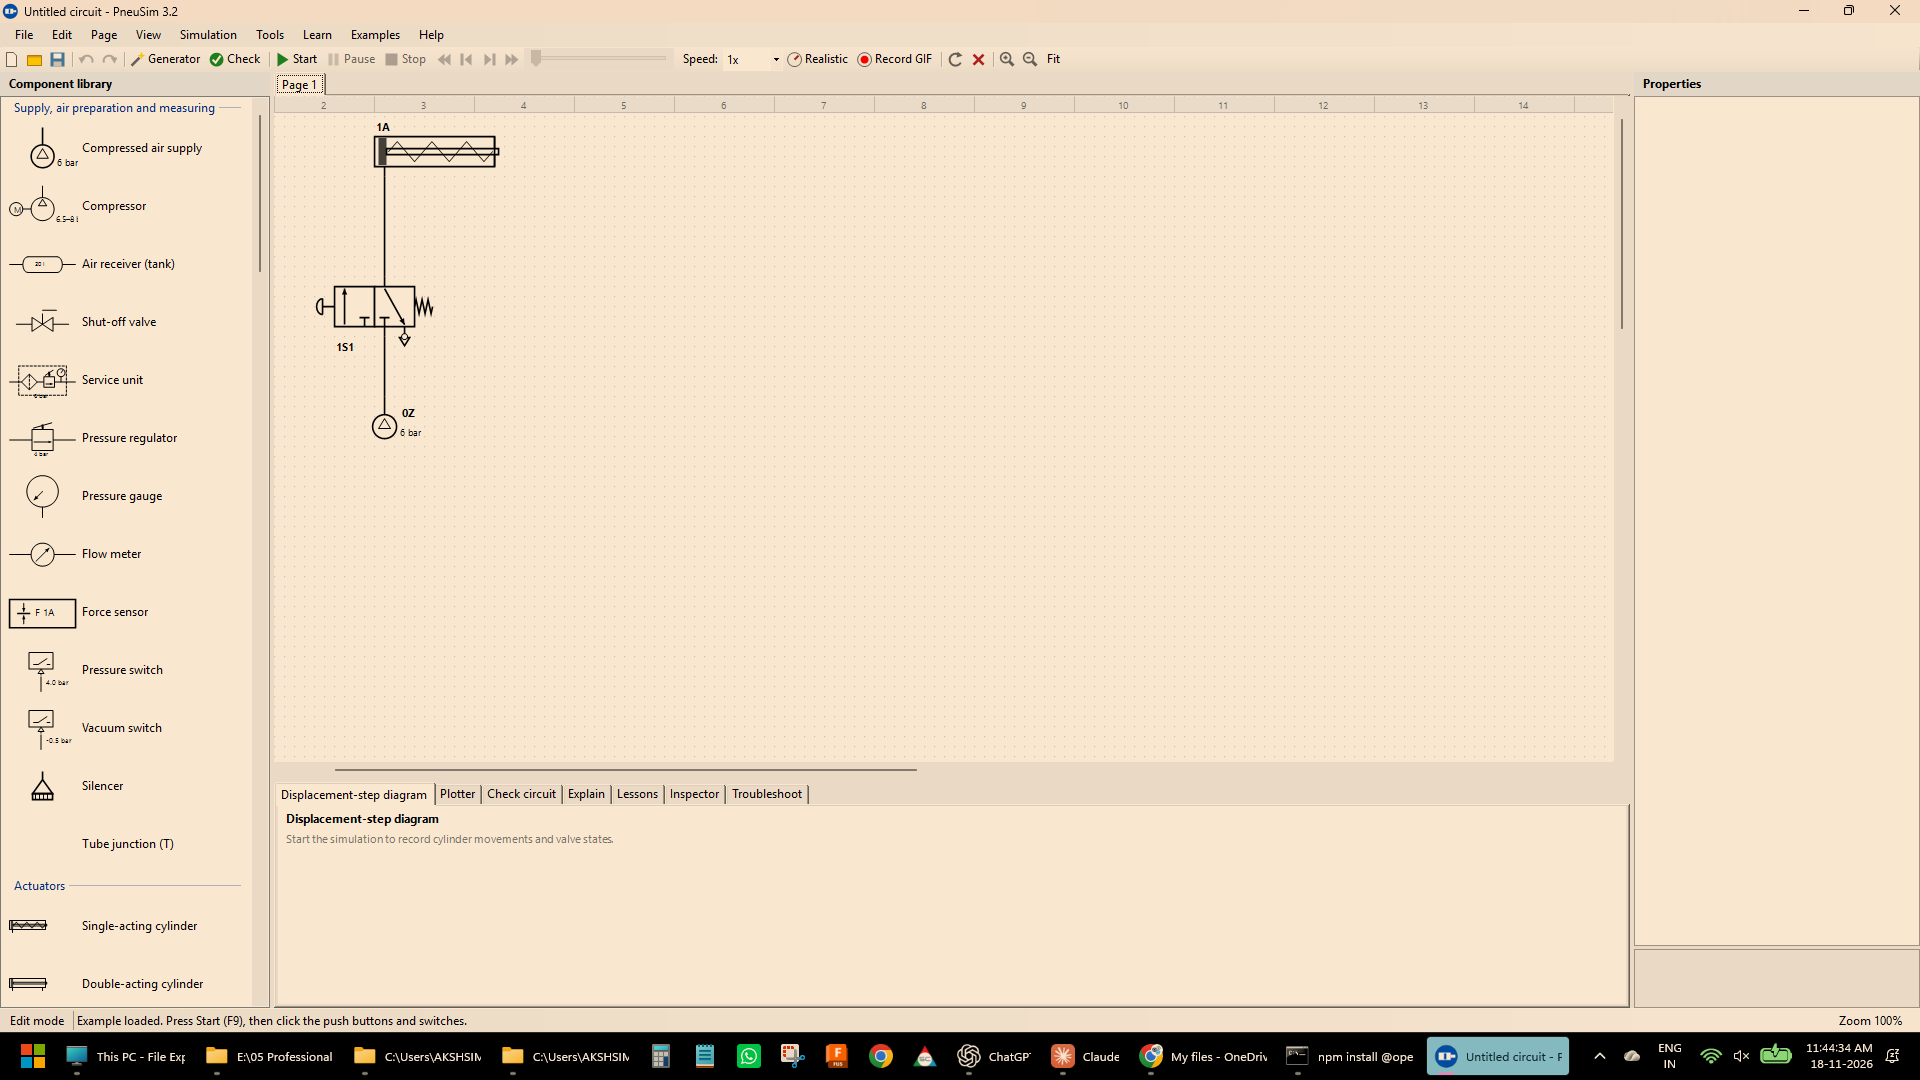 Untitled circuit - PneuSim 3.2
File Edit Page View Simulation Tools Learn Examples Help
Generator Check Start Pause Stop Speed: 1x Realistic Record GIF Fit
Component library
Page 1
Properties
2 3 4 5 6 7 8 9 10 11 12 13 14
Supply, air preparation and measuring
6 bar
Compressed air supply
M
Compressor
Air receiver (tank)
Shut-off valve
Service unit
Pressure regulator
Pressure gauge
Flow meter
F 1A
Force sensor
4.0 bar
Pressure switch
-0.5 bar
Vacuum switch
Silencer
Tube junction (T)
Actuators
Single-acting cylinder
Double-acting cylinder
1A
1S1
0Z
6 bar
Displacement-step diagram Plotter Check circuit Explain Lessons Inspector Troubleshoot
Displacement-step diagram
Start the simulation to record cylinder movements and valve states.
Edit mode Example loaded. Press Start (F9), then click the push buttons and switches. Zoom 100%
This PC - File Exp E:\05 Professional C:\Users\AKSHSIM C:\Users\AKSHSIM ChatGP Claude My files - OneDriv npm install @ope Untitled circuit - P
ENG
IN
11:44:34 AM
18-11-2026